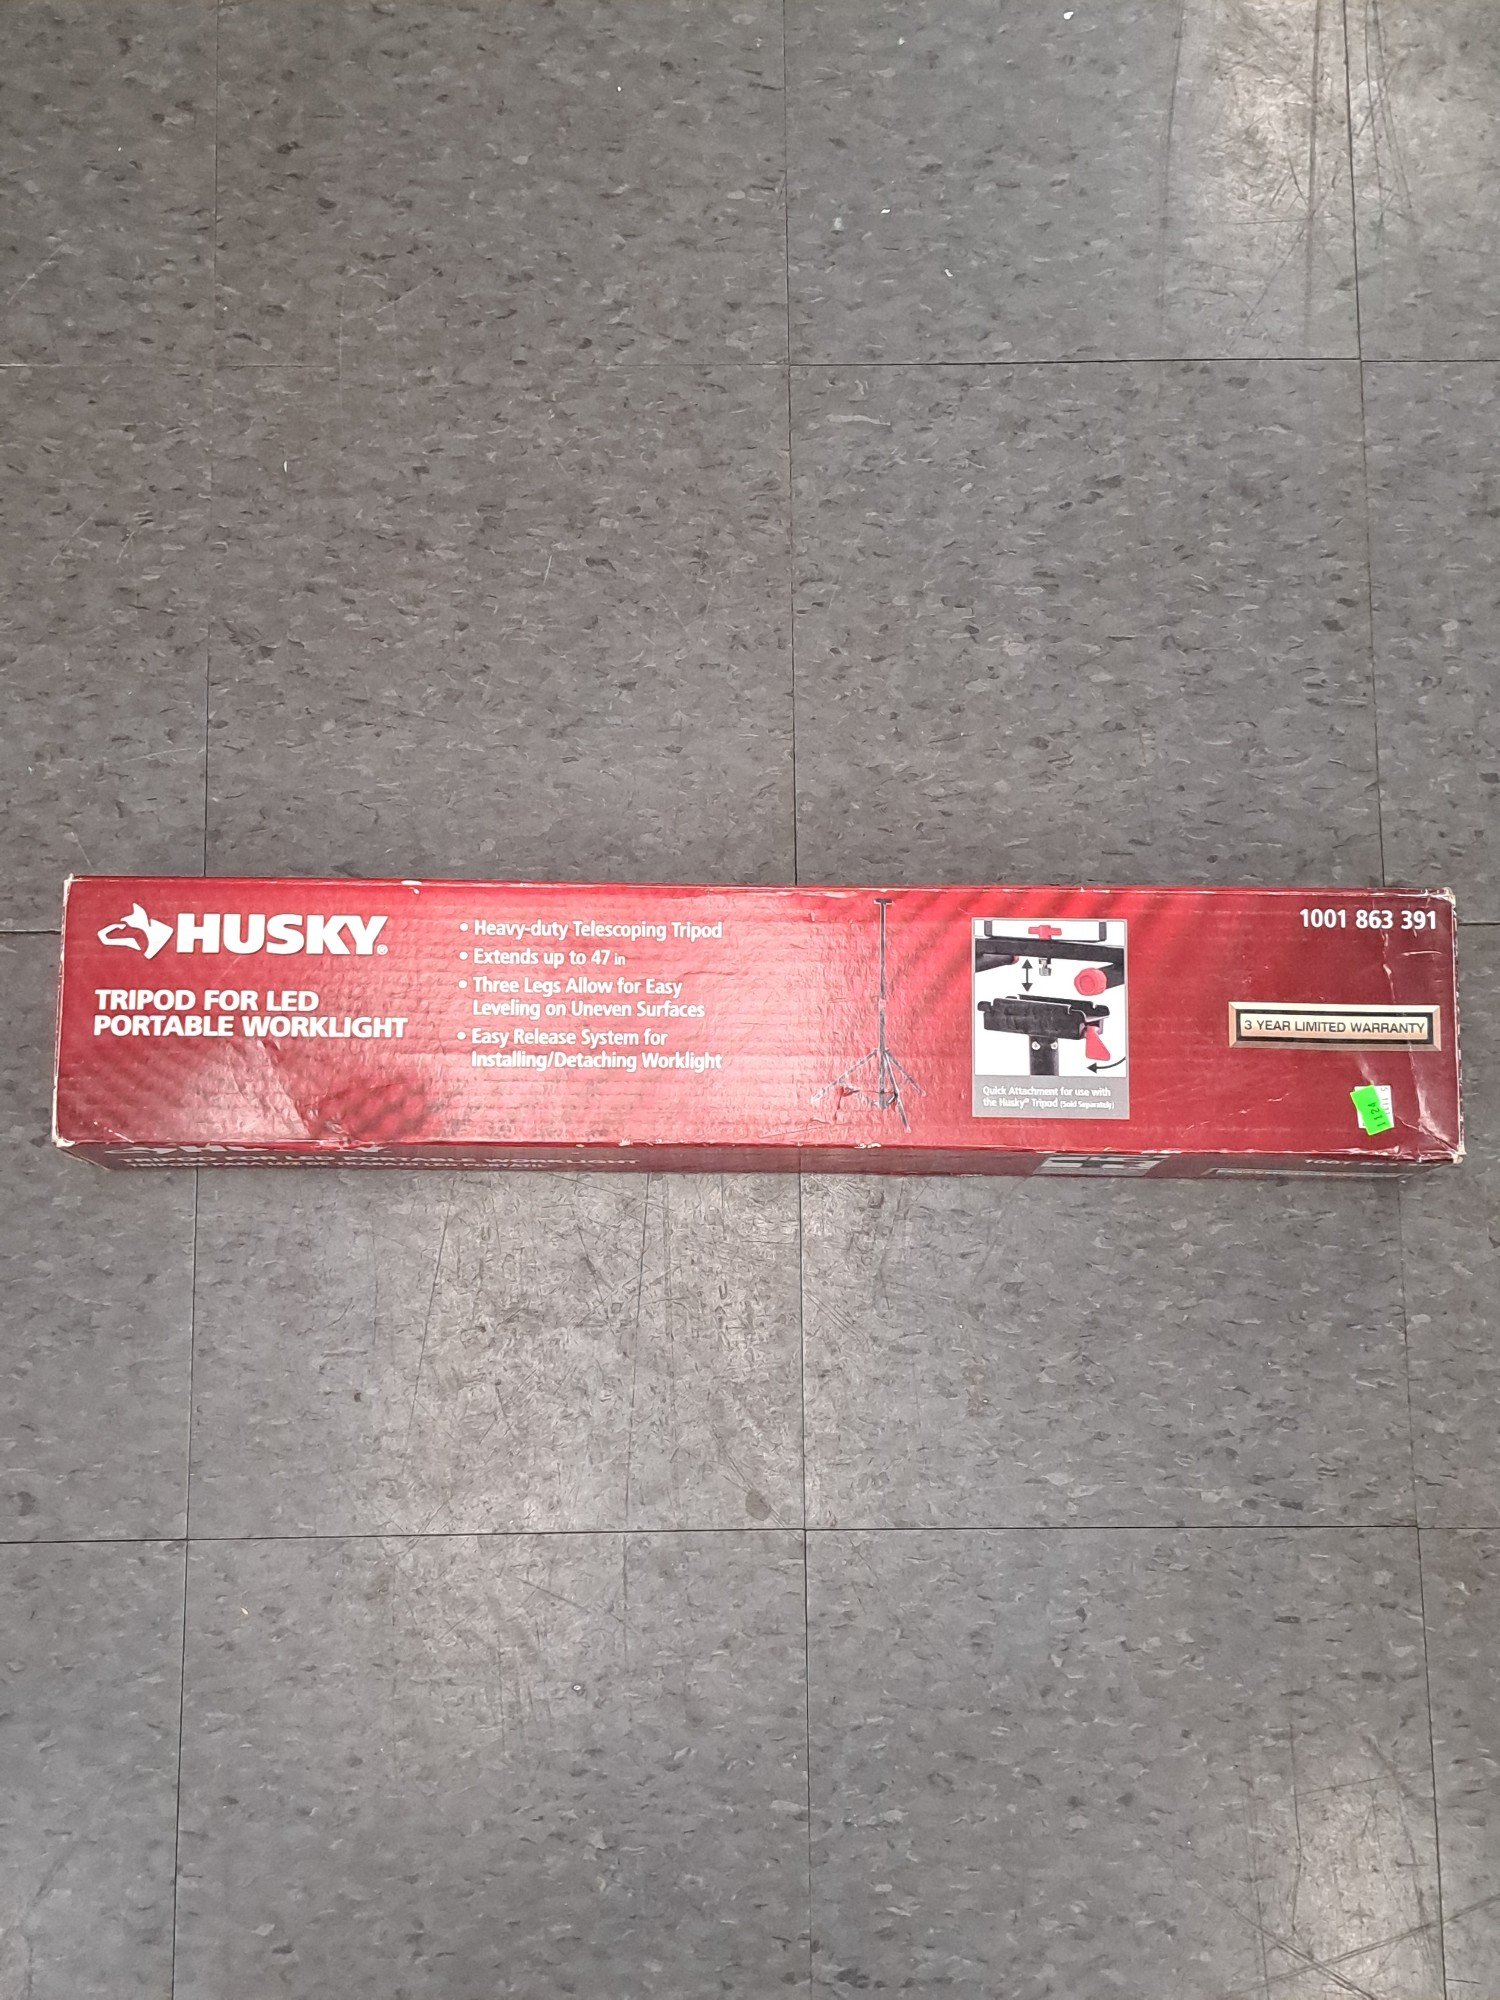 HUSKY®
TRIPOD FOR LED
PORTABLE WORKLIGHT
• Heavy-duty Telescoping Tripod
• Extends up to 47 in
• Three Legs Allow for Easy
Leveling on Uneven Surfaces
• Easy Release System for
Installing/Detaching Worklight
Quick Attachment for use with
the Husky® Tripod (Sold Separately)
1001 863 391
3 YEAR LIMITED WARRANTY